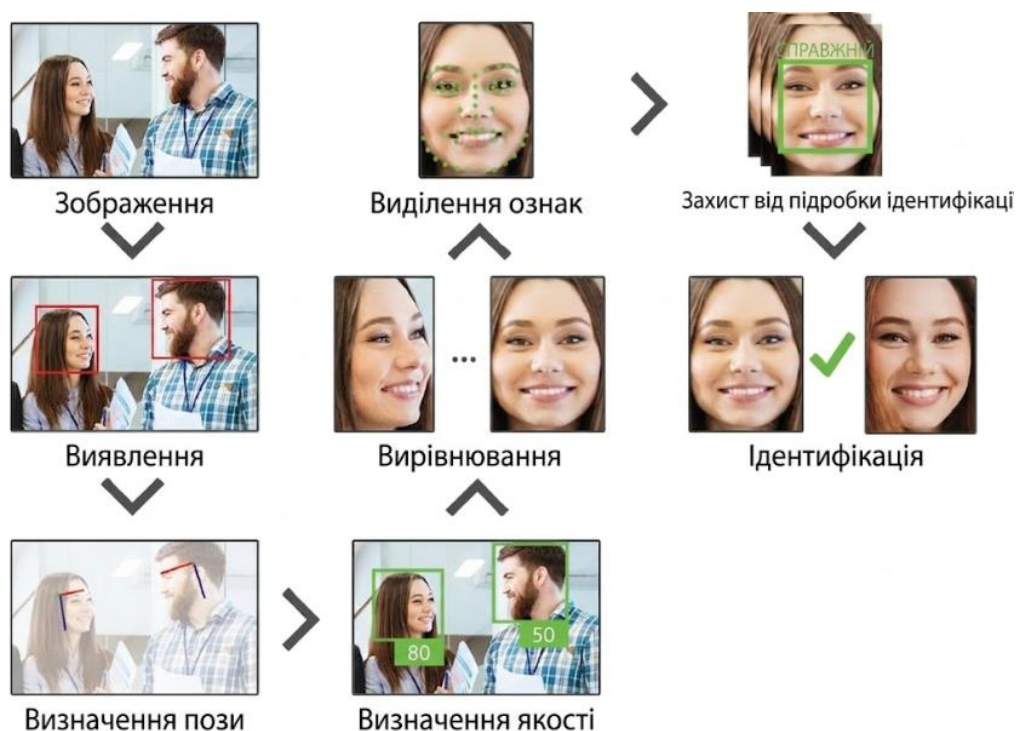 СПРАВЖНІЙ
Зображення
Виділення ознак
Захист від підробки ідентифікаці
Виявлення
Вирівнювання
...
Ідентифікація
80
50
Визначення пози
Визначення якості